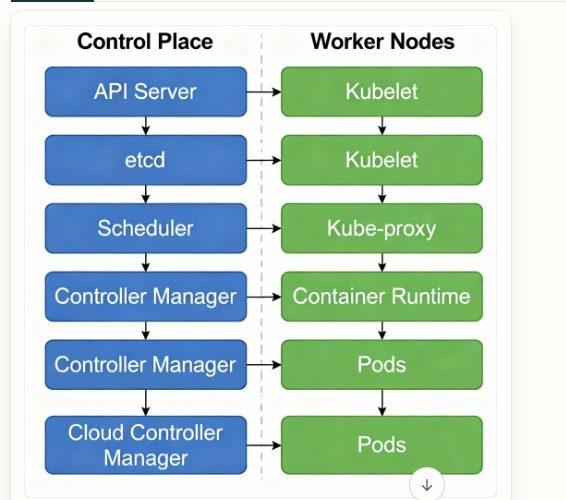 Control Place
Worker Nodes
API Server
Kubelet
etcd
Kubelet
Scheduler
Kube-proxy
Controller Manager
Container Runtime
Controller Manager
Pods
Cloud Controller
Manager
Pods